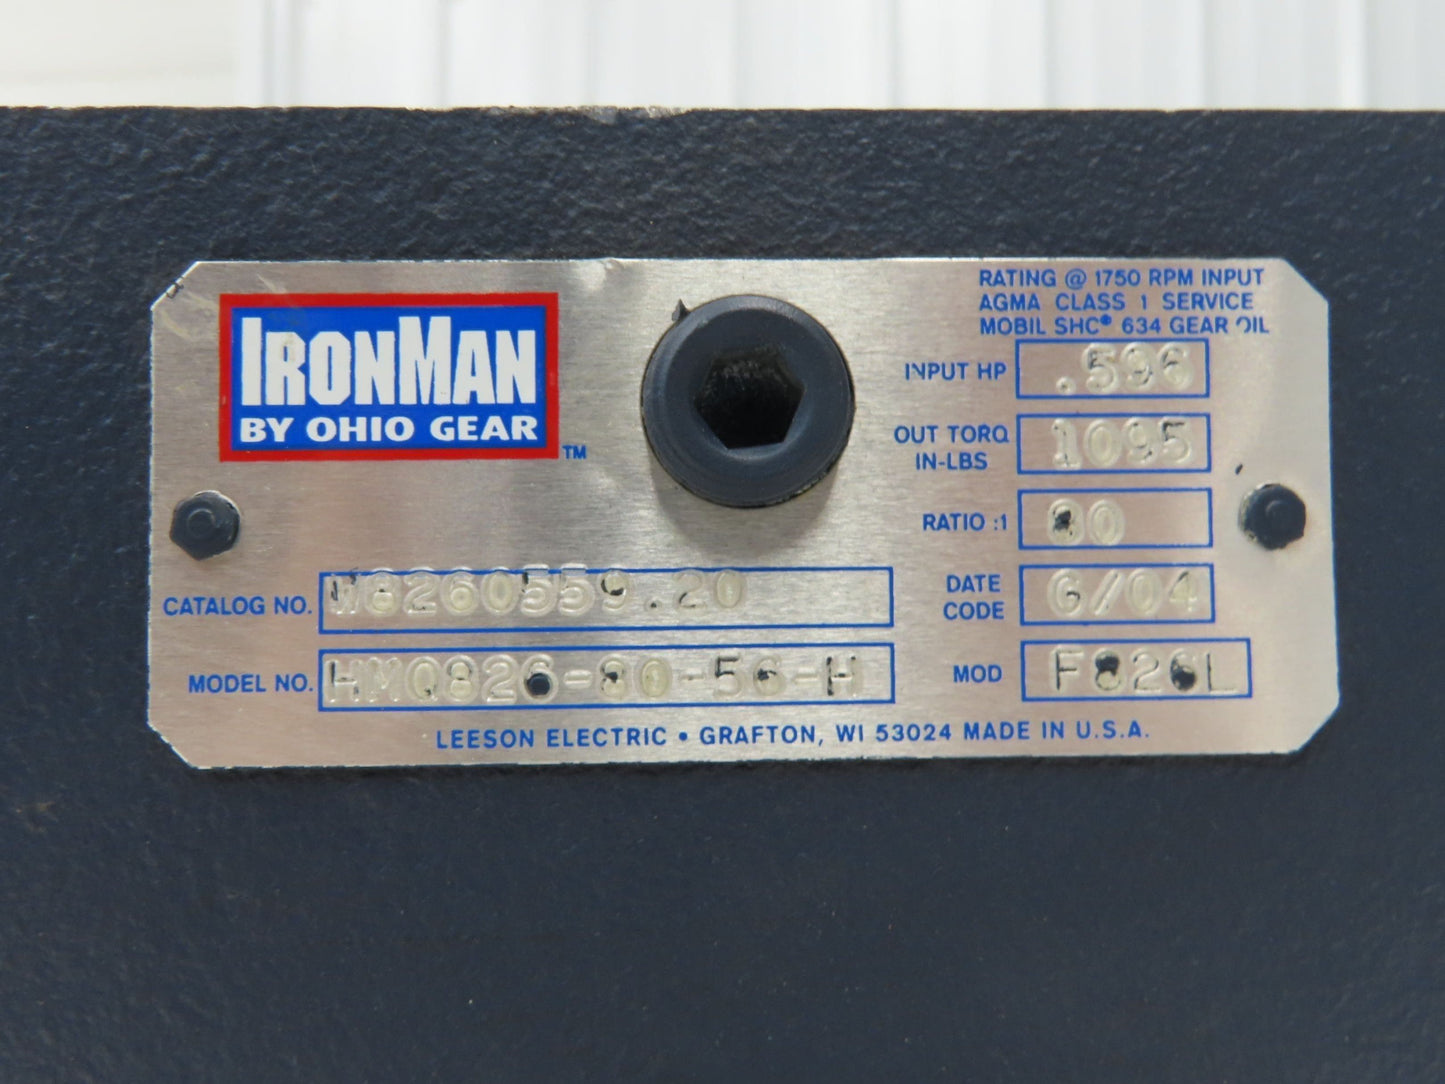 IRONMAN
BY OHIO GEAR
TM
RATING @ 1750 RPM INPUT
AGMA CLASS 1 SERVICE
MOBIL SHC® 634 GEAR OIL
INPUT HP .596
OUT TORQ 1095
IN-LBS
RATIO :1 80
CATALOG NO. W8260559.20
DATE CODE 6/04
MODEL NO. HMQ826-80-56-H
MOD F826L
LEESON ELECTRIC • GRAFTON, WI 53024 MADE IN U.S.A.